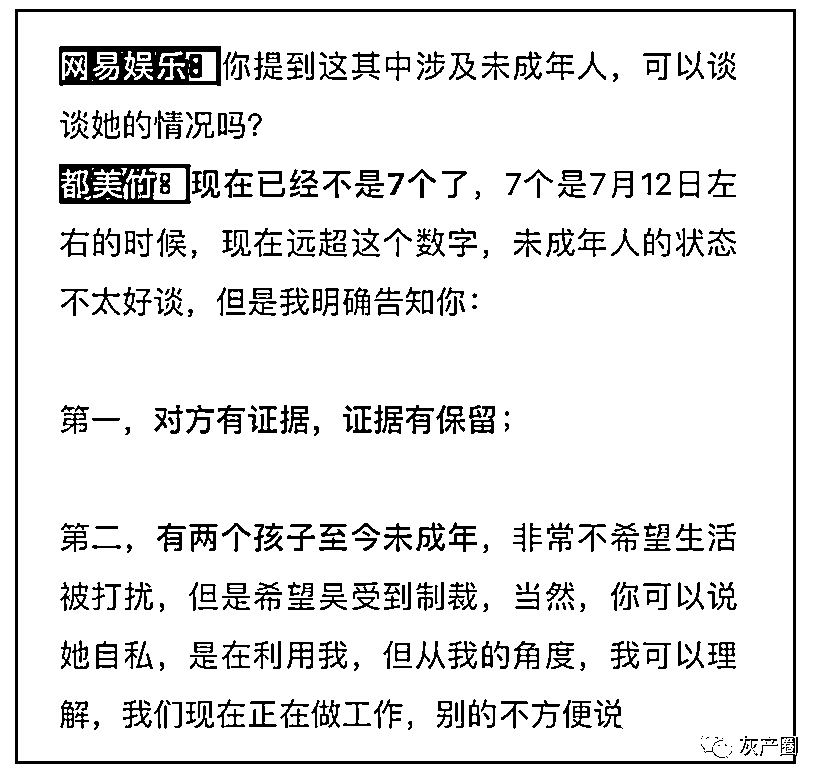 网易娱乐：你提到这其中涉及未成年人，可以谈
谈她的情况吗？
都美竹：现在已经不是7个了，7个是7月12日左
右的时候，现在远超这个数字，未成年人的状态
不太好谈，但是我明确告知你：
第一，对方有证据，证据有保留；
第二，有两个孩子至今未成年，非常不希望生活
被打扰，但是希望吴受到制裁，当然，你可以说
她自私，是在利用我，但从我的角度，我可以理
解，我们现在正在做工作，别的不方便说
灰产圈